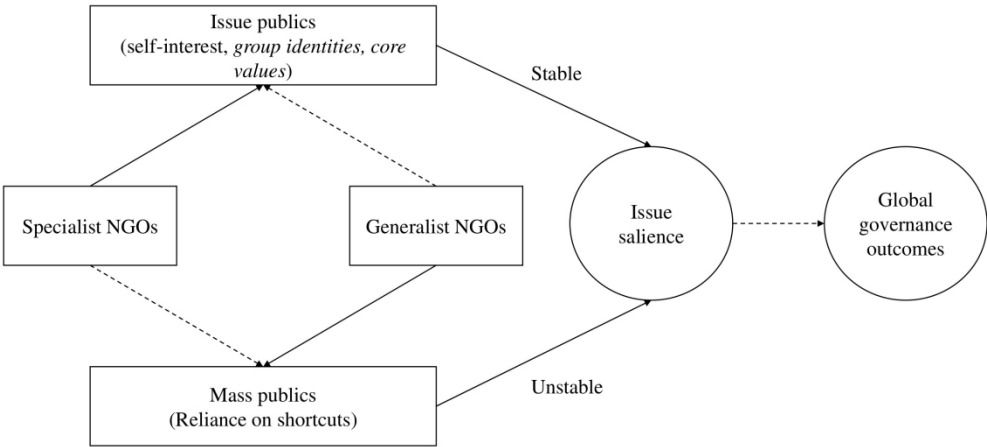 Issue publics
(self-interest, group identities, core
values)
Stable
Specialist NGOs
Generalist NGOs
Issue
salience
Global
governance
outcomes
Mass publics
(Reliance on shortcuts)
Unstable